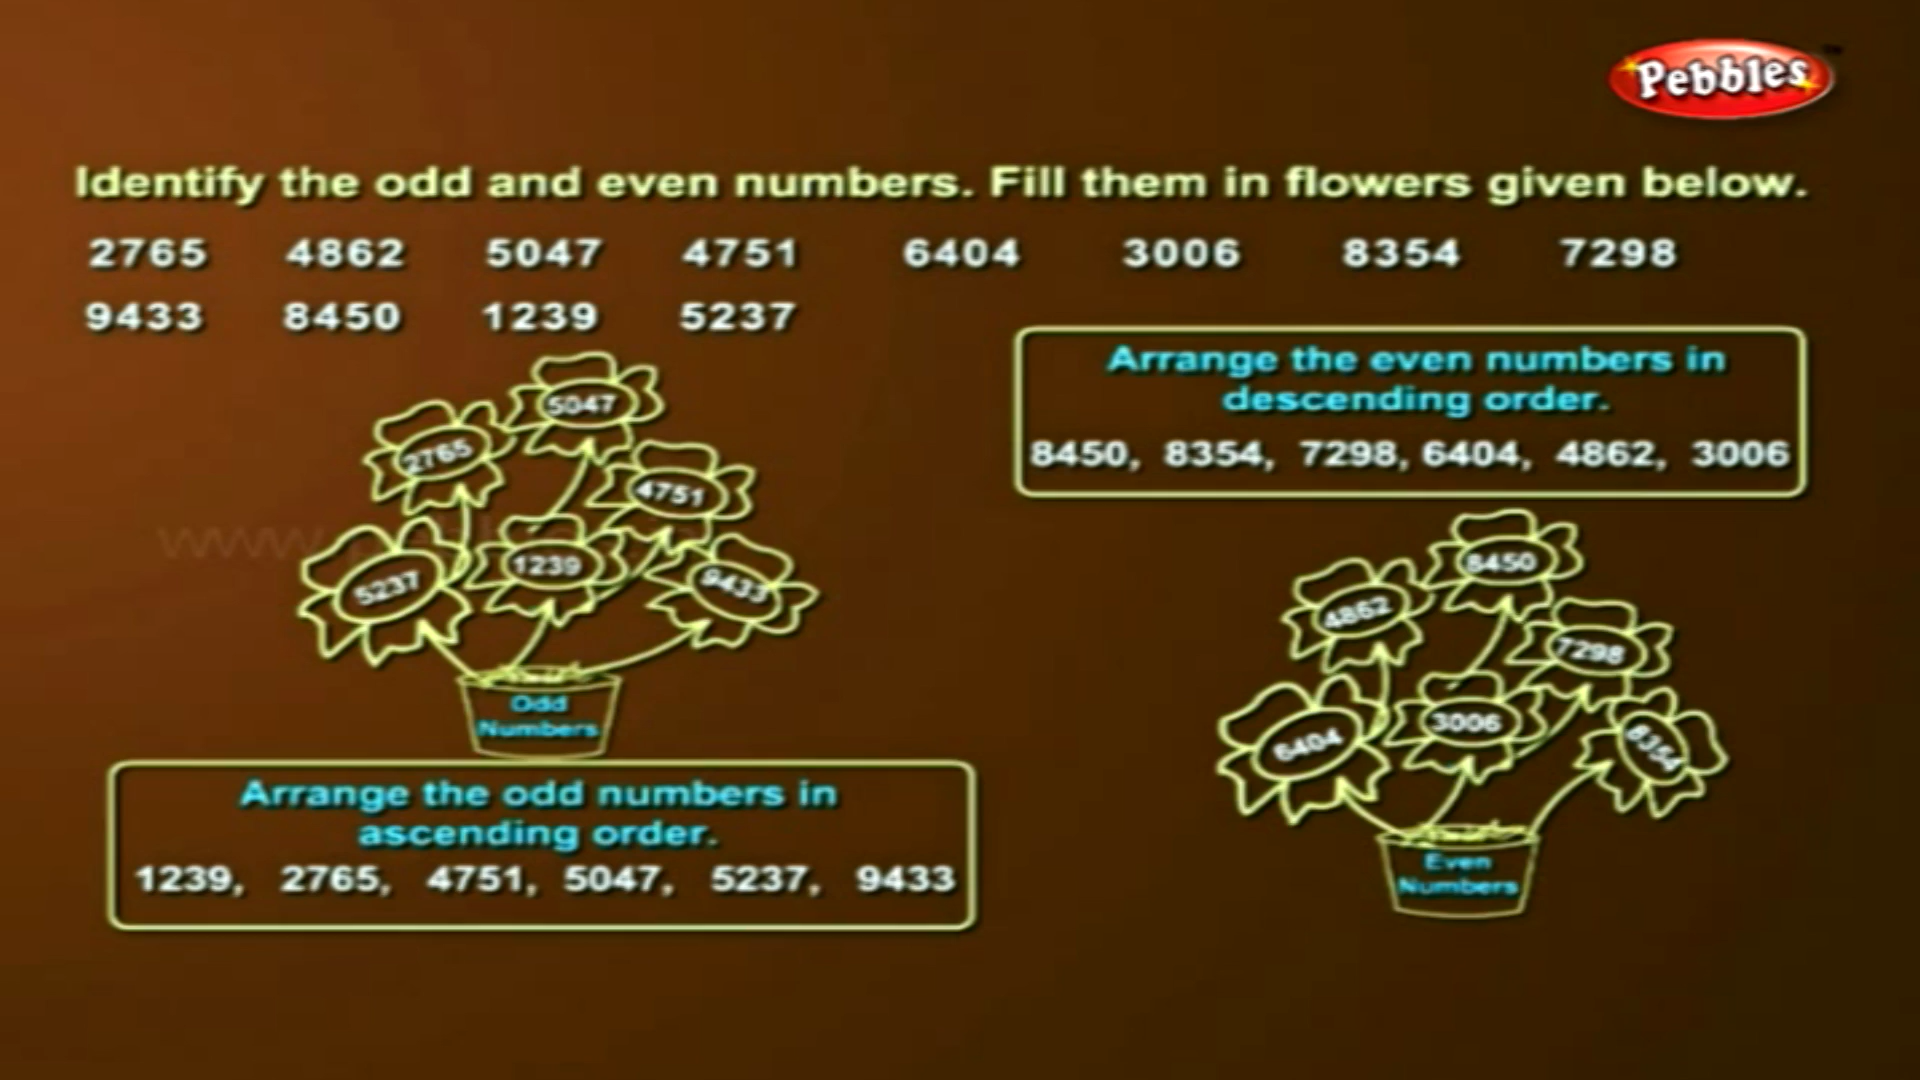 Pebbles
Identify the odd and even numbers. Fill them in flowers given below.
2765 4862 5047 4751 6404 3006 8354 7298
9433 8450 1239 5237
Arrange the even numbers in
descending order.
8450, 8354, 7298, 6404, 4862, 3006
5047
2765
4751
5237
1239
9433
Odd
Numbers
Arrange the odd numbers in
ascending order.
1239, 2765, 4751, 5047, 5237, 9433
8450
4862
7298
6404
3006
8354
Even
Numbers